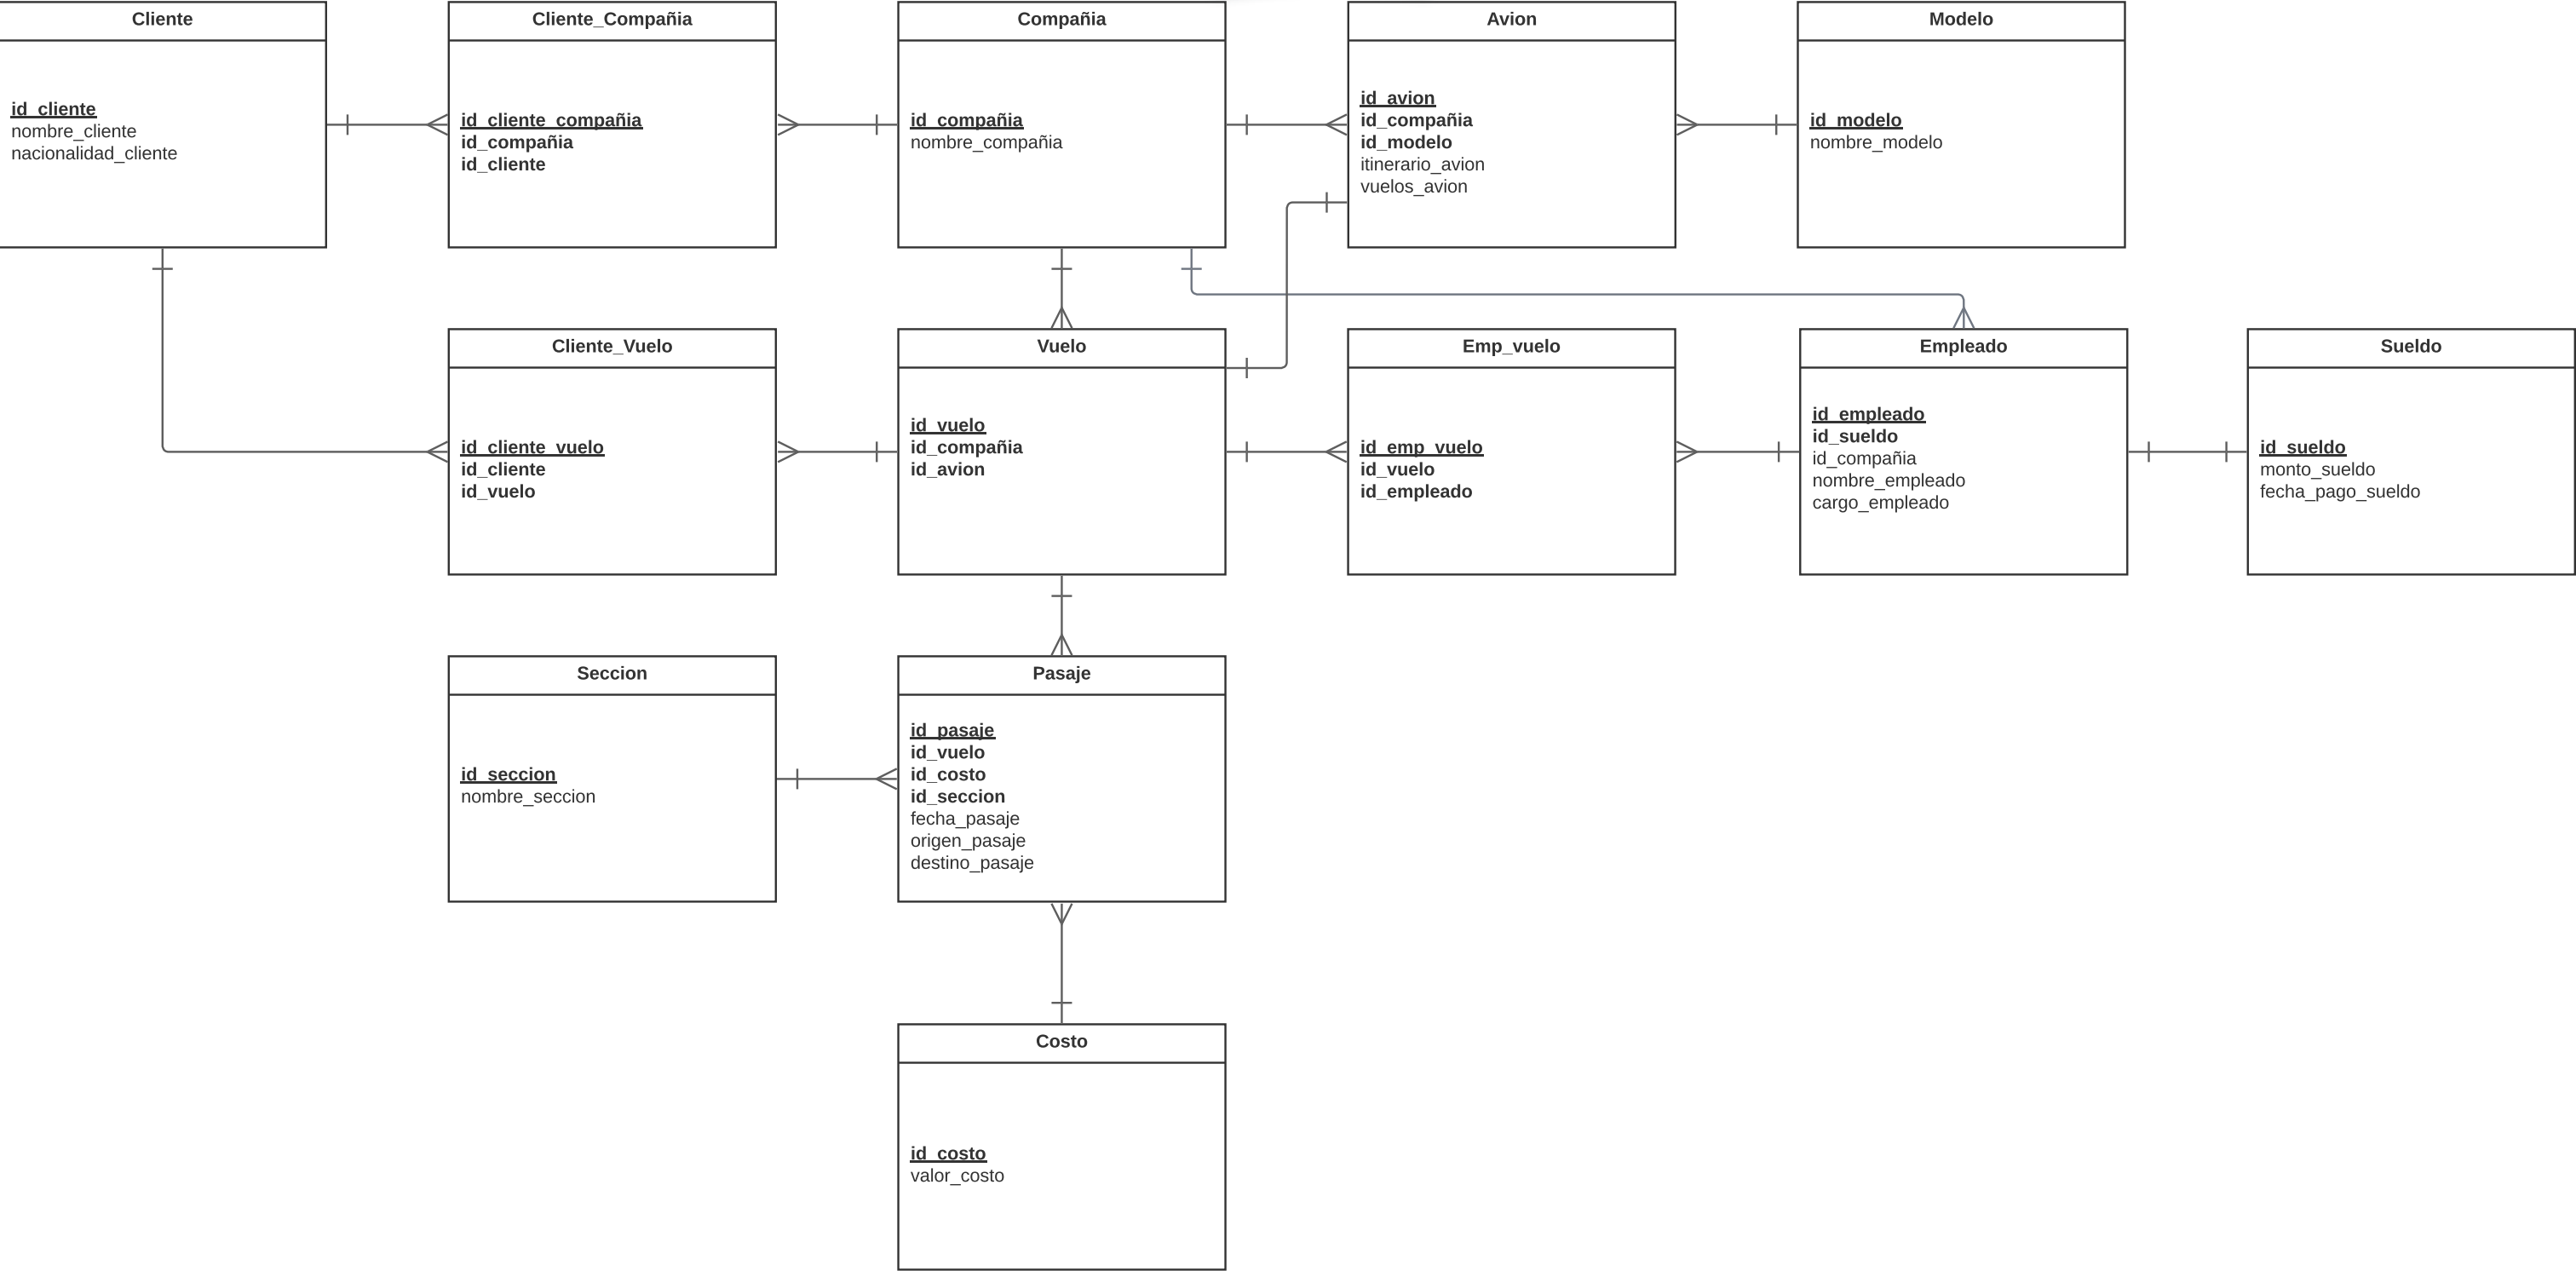 Cliente
id_cliente
nombre_cliente
nacionalidad_cliente
Cliente_Compañia
id_cliente_compañia
id_compañia
id_cliente
Compañia
id_compañia
nombre_compañia
Avion
id_avion
id_compañia
id_modelo
itinerario_avion
vuelos_avion
Modelo
id_modelo
nombre_modelo
Cliente_Vuelo
id_cliente_vuelo
id_cliente
id_vuelo
Vuelo
id_vuelo
id_compañia
id_avion
Emp_vuelo
id_emp_vuelo
id_vuelo
id_empleado
Empleado
id_empleado
id_sueldo
id_compañia
nombre_empleado
cargo_empleado
Sueldo
id_sueldo
monto_sueldo
fecha_pago_sueldo
Seccion
id_seccion
nombre_seccion
Pasaje
id_pasaje
id_vuelo
id_costo
id_seccion
fecha_pasaje
origen_pasaje
destino_pasaje
Costo
id_costo
valor_costo